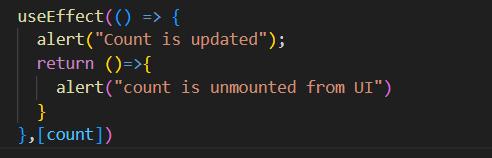 useEffect(() => {
  alert("Count is updated");
  return ()=>{
    alert("count is unmounted from UI")
  }
},[count])